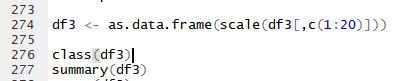 273
274 df3 <- as.data.frame(scale(df3[,c(1:20)]))
275
276 class(df3)
277 summary(df3)